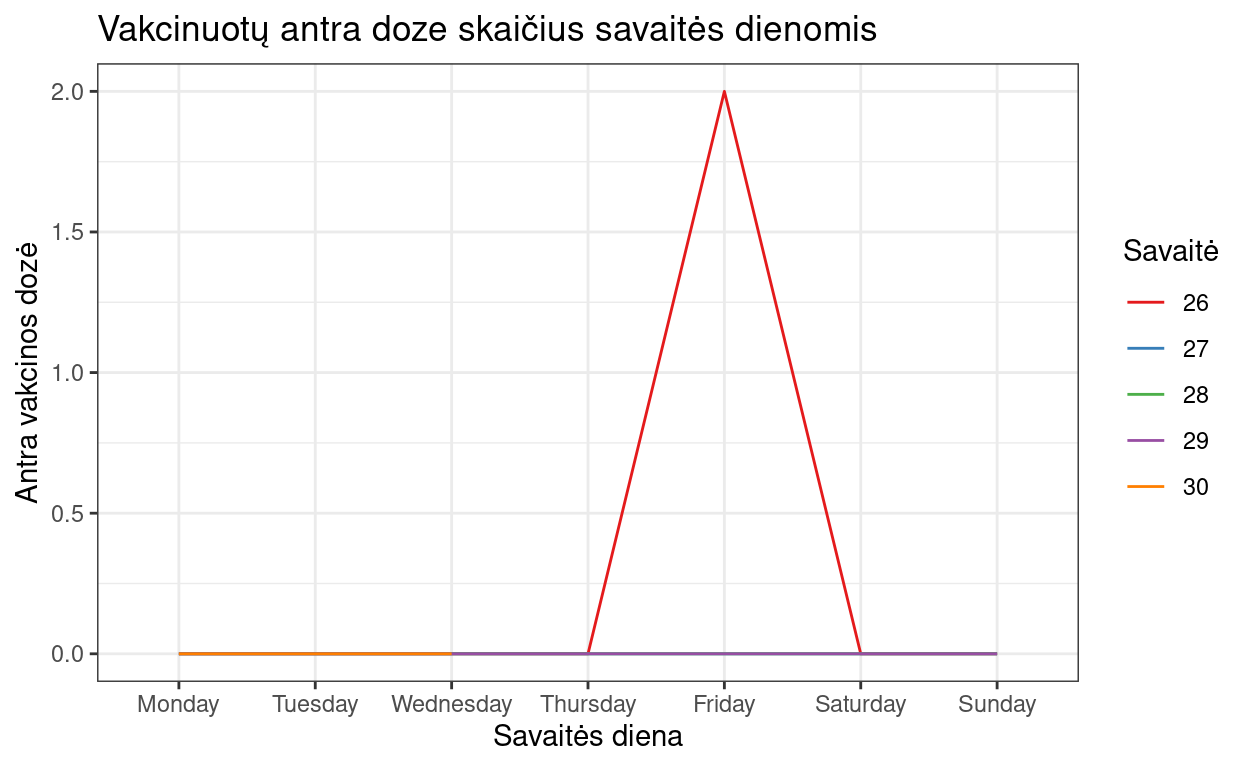 Vakcinuotų antra doze skaičius savaitės dienomis
Antra vakcinos dozė
2.0
1.5
1.0
0.5
0.0
Monday Tuesday Wednesday Thursday Friday Saturday Sunday
Savaitės diena
Savaitė
26
27
28
29
30